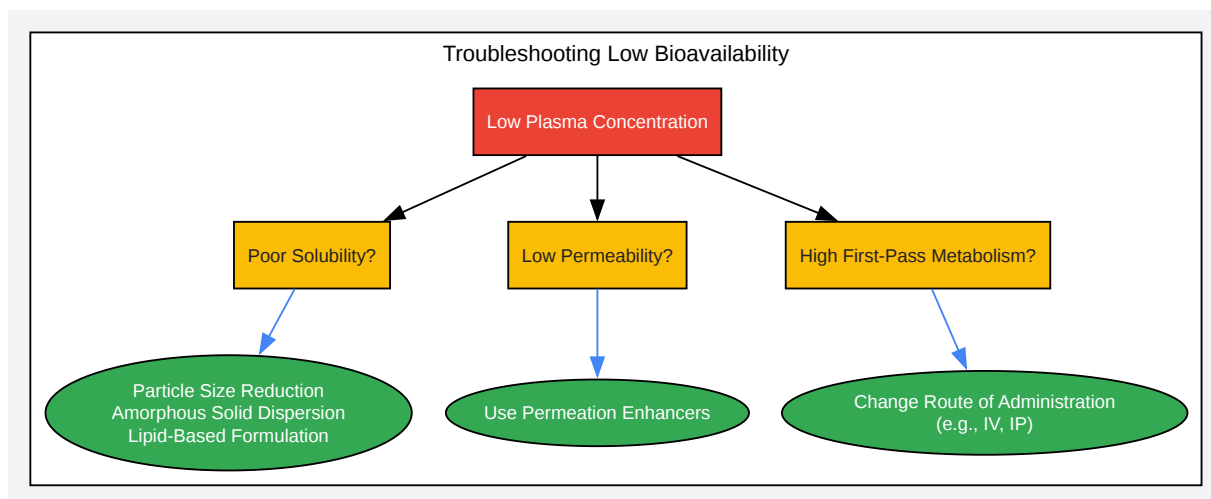 Troubleshooting Low Bioavailability
Low Plasma Concentration
Poor Solubility?
Low Permeability?
High First-Pass Metabolism?
Particle Size Reduction
Amorphous Solid Dispersion
Lipid-Based Formulation
Use Permeation Enhancers
Change Route of Administration
(e.g., IV, IP)